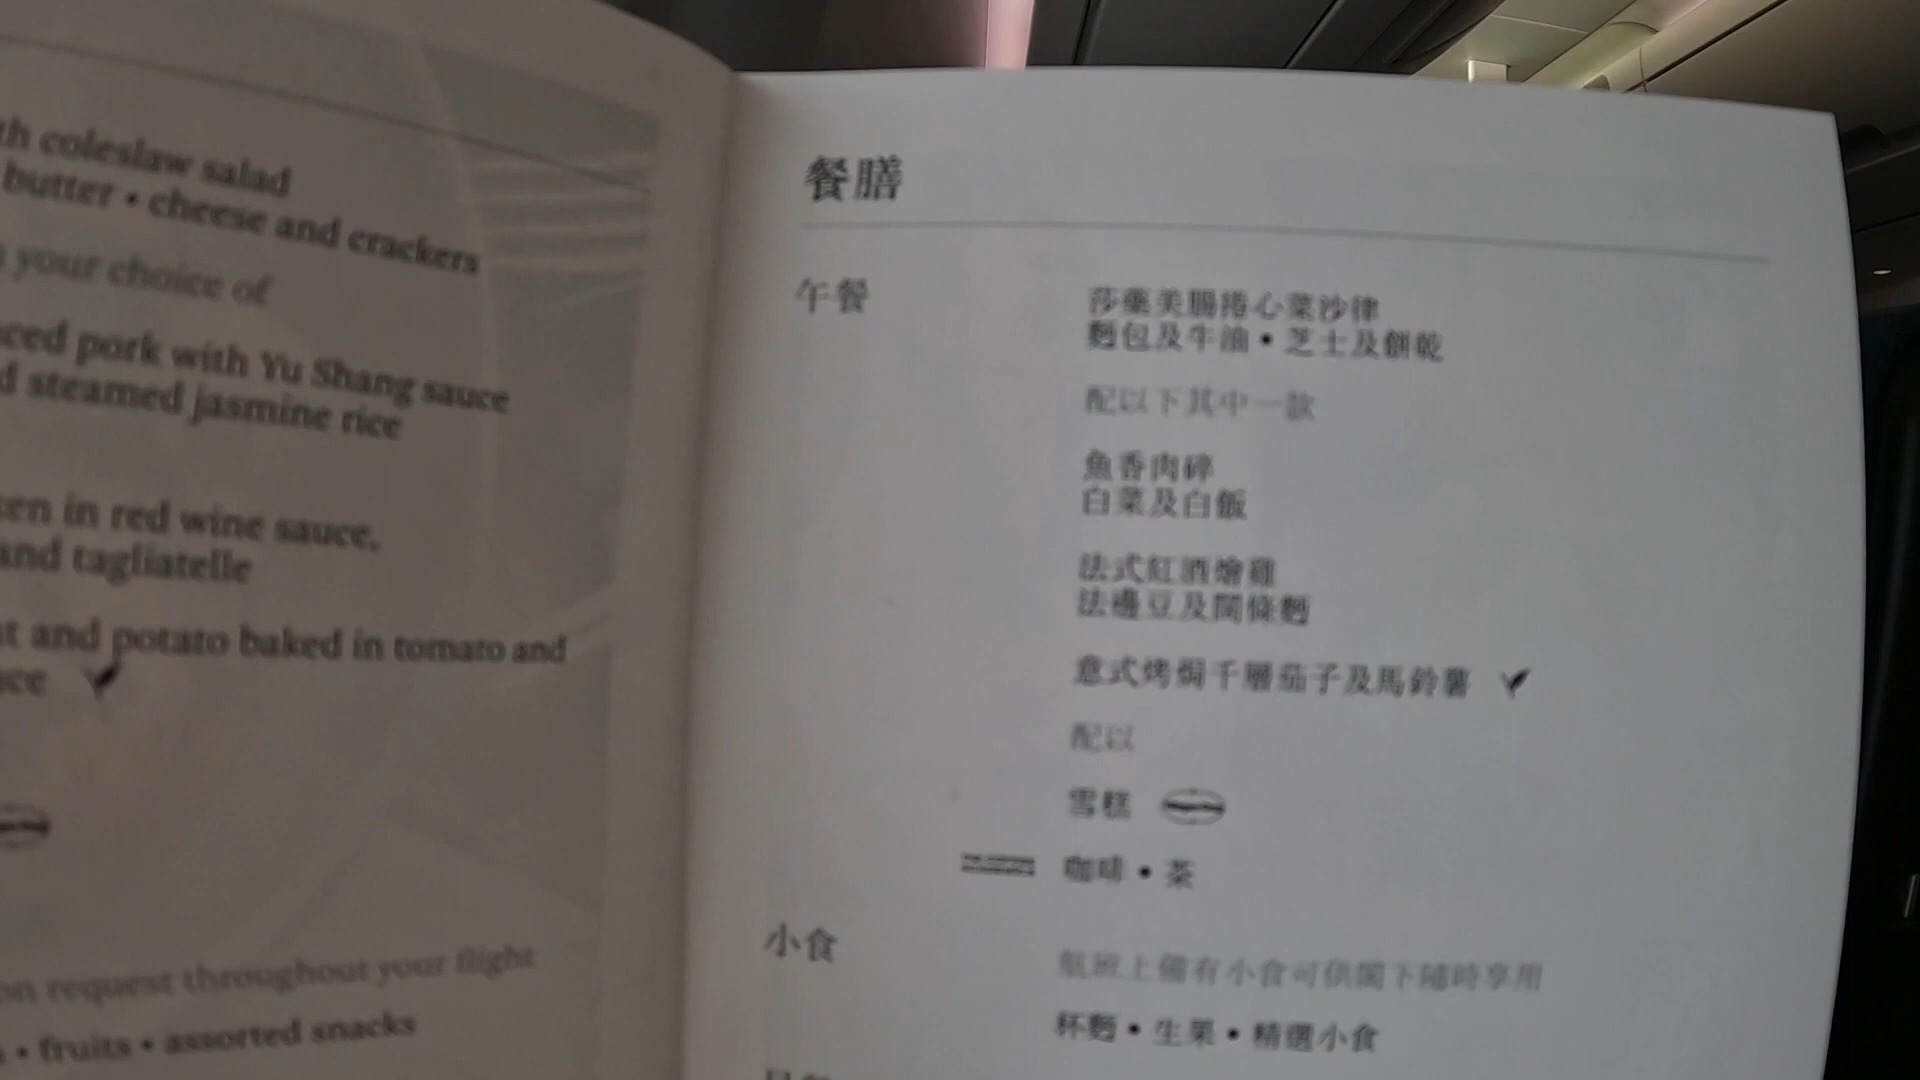 th coleslaw salad
butter • cheese and crackers
your choice of
pork with Yu Shang sauce
steamed jasmine rice
in red wine sauce,
and tagliatelle
and potato baked in tomato and
on request throughout your flight
• fruits • assorted snacks
餐膳
午餐
莎樂美腸捲心菜沙律
麵包及牛油 • 芝士及餅乾
配以下其中一款
魚香肉碎
白菜及白飯
法式紅酒燴雞
法邊豆及闊條麵
意式烤焗千層茄子及馬鈴薯
配以
雪糕
咖啡 • 茶
小食
航班上備有小食可供閣下隨時享用
杯麵 • 生果 • 精選小食